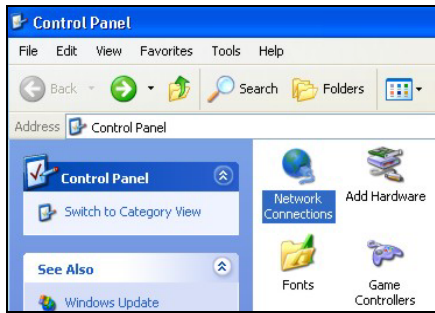 Control Panel
File Edit View Favorites Tools Help
Back Search Folders
Address Control Panel
Control Panel
Switch to Category View
See Also
Windows Update
Network Connections
Add Hardware
Fonts
Game Controllers